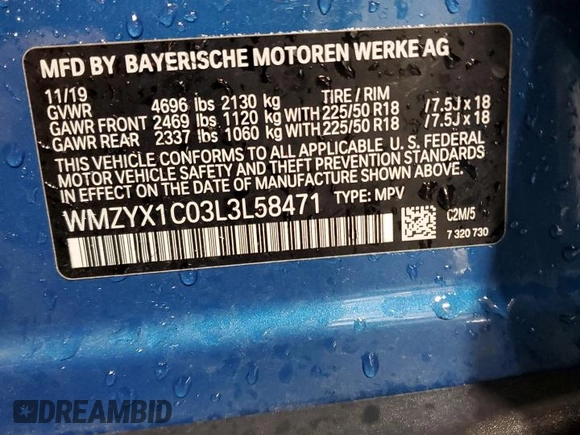 MFD BY BAYERISCHE MOTOREN WERKE AG
11/19
GVWR 4696 lbs 2130 kg TIRE / RIM
GAWR FRONT 2469 lbs 1120 kg WITH 225/50 R18 /7.5J x 18
GAWR REAR 2337 lbs 1060 kg WITH 225/50 R18 /7.5J x 18
THIS VEHICLE CONFORMS TO ALL APPLICABLE U. S. FEDERAL
MOTOR VEHICLE SAFETY AND THEFT PREVENTION STANDARDS
IN EFFECT ON THE DATE OF MANUFACTURE SHOWN ABOVE.
WMZYX1C03L3L58471 TYPE: MPV
C2M/5
7 320 730
DREAMBID